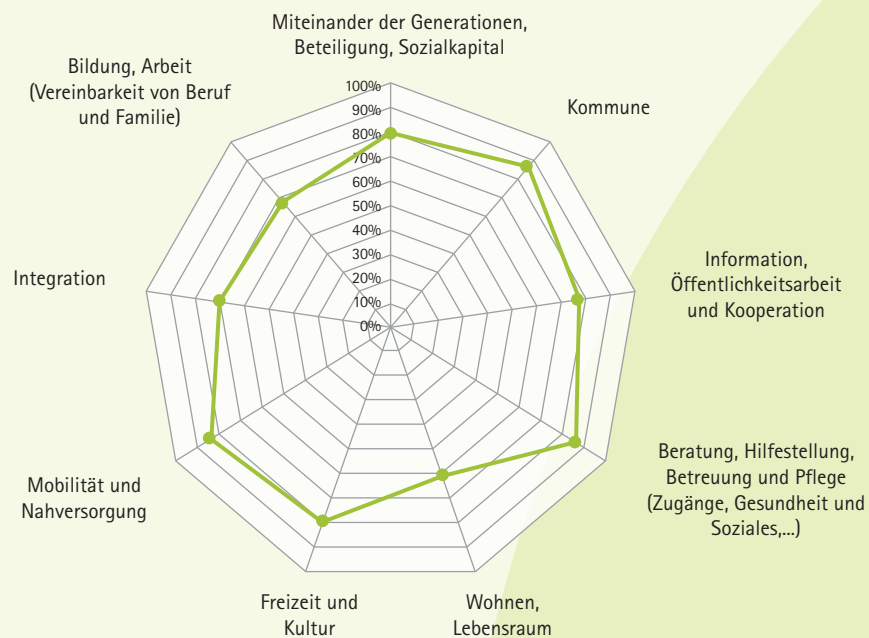 Miteinander der Generationen,
Beteiligung, Sozialkapital
Bildung, Arbeit
(Vereinbarkeit von Beruf
und Familie)
Kommune
100%
90%
80%
70%
60%
50%
40%
30%
20%
10%
0%
Integration
Information,
Öffentlichkeitsarbeit
und Kooperation
Mobilität und
Nahversorgung
Beratung, Hilfestellung,
Betreuung und Pflege
(Zugänge, Gesundheit und
Soziales,...)
Freizeit und
Kultur
Wohnen,
Lebensraum